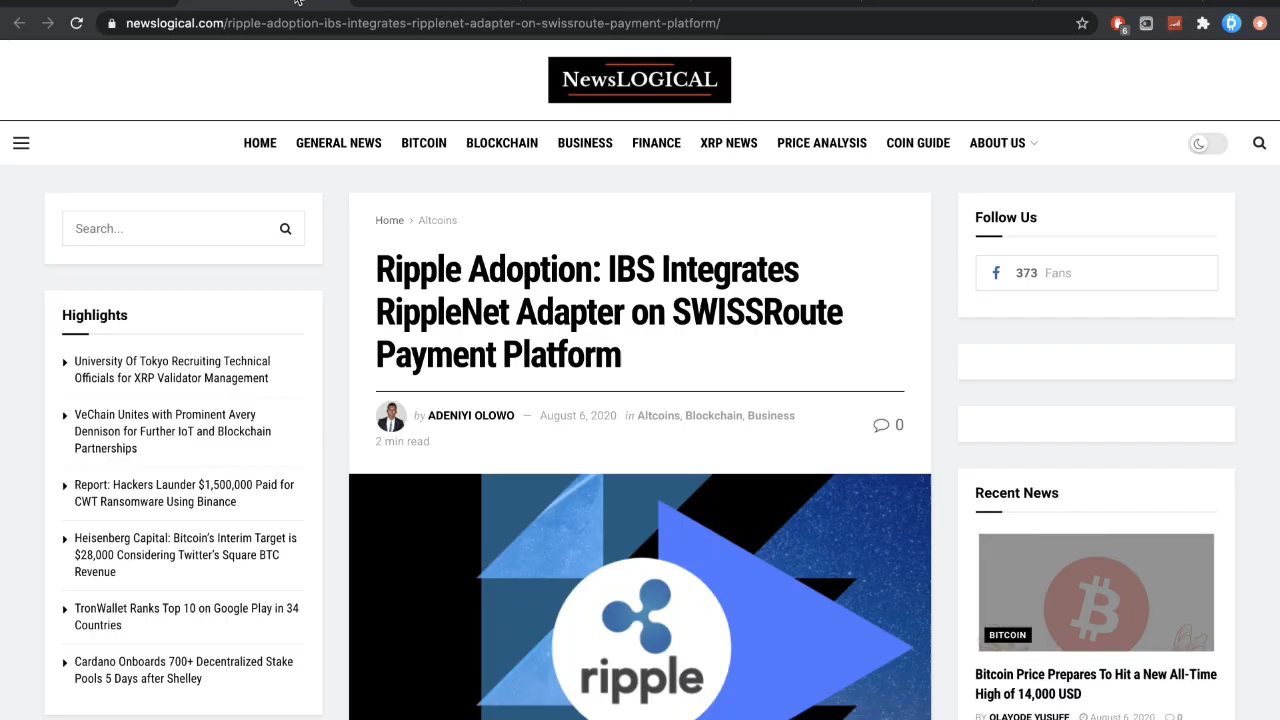 newslogical.com/ripple-adoption-ibs-integrates-ripplenet-adapter-on-swissroute-payment-platform/
6
NewsLOGICAL
HOME GENERAL NEWS BITCOIN BLOCKCHAIN BUSINESS FINANCE XRP NEWS PRICE ANALYSIS COIN GUIDE ABOUT US
Search...
Highlights
University Of Tokyo Recruiting Technical
Officials for XRP Validator Management
VeChain Unites with Prominent Avery
Dennison for Further IoT and Blockchain
Partnerships
Report: Hackers Launder $1,500,000 Paid for
CWT Ransomware Using Binance
Heisenberg Capital: Bitcoin's Interim Target is
$28,000 Considering Twitter's Square BTC
Revenue
TronWallet Ranks Top 10 on Google Play in 34
Countries
Cardano Onboards 700+ Decentralized Stake
Pools 5 Days after Shelley
Home > Altcoins
Ripple Adoption: IBS Integrates
RippleNet Adapter on SWISSRoute
Payment Platform
by ADENIYI OLOWO — August 6, 2020 in Altcoins, Blockchain, Business
0
2 min read
ripple
Follow Us
373 Fans
Recent News
BITCOIN
Bitcoin Price Prepares To Hit a New All-Time
High of 14,000 USD
BY OLAYODE YUSUFF August 6, 2020 0